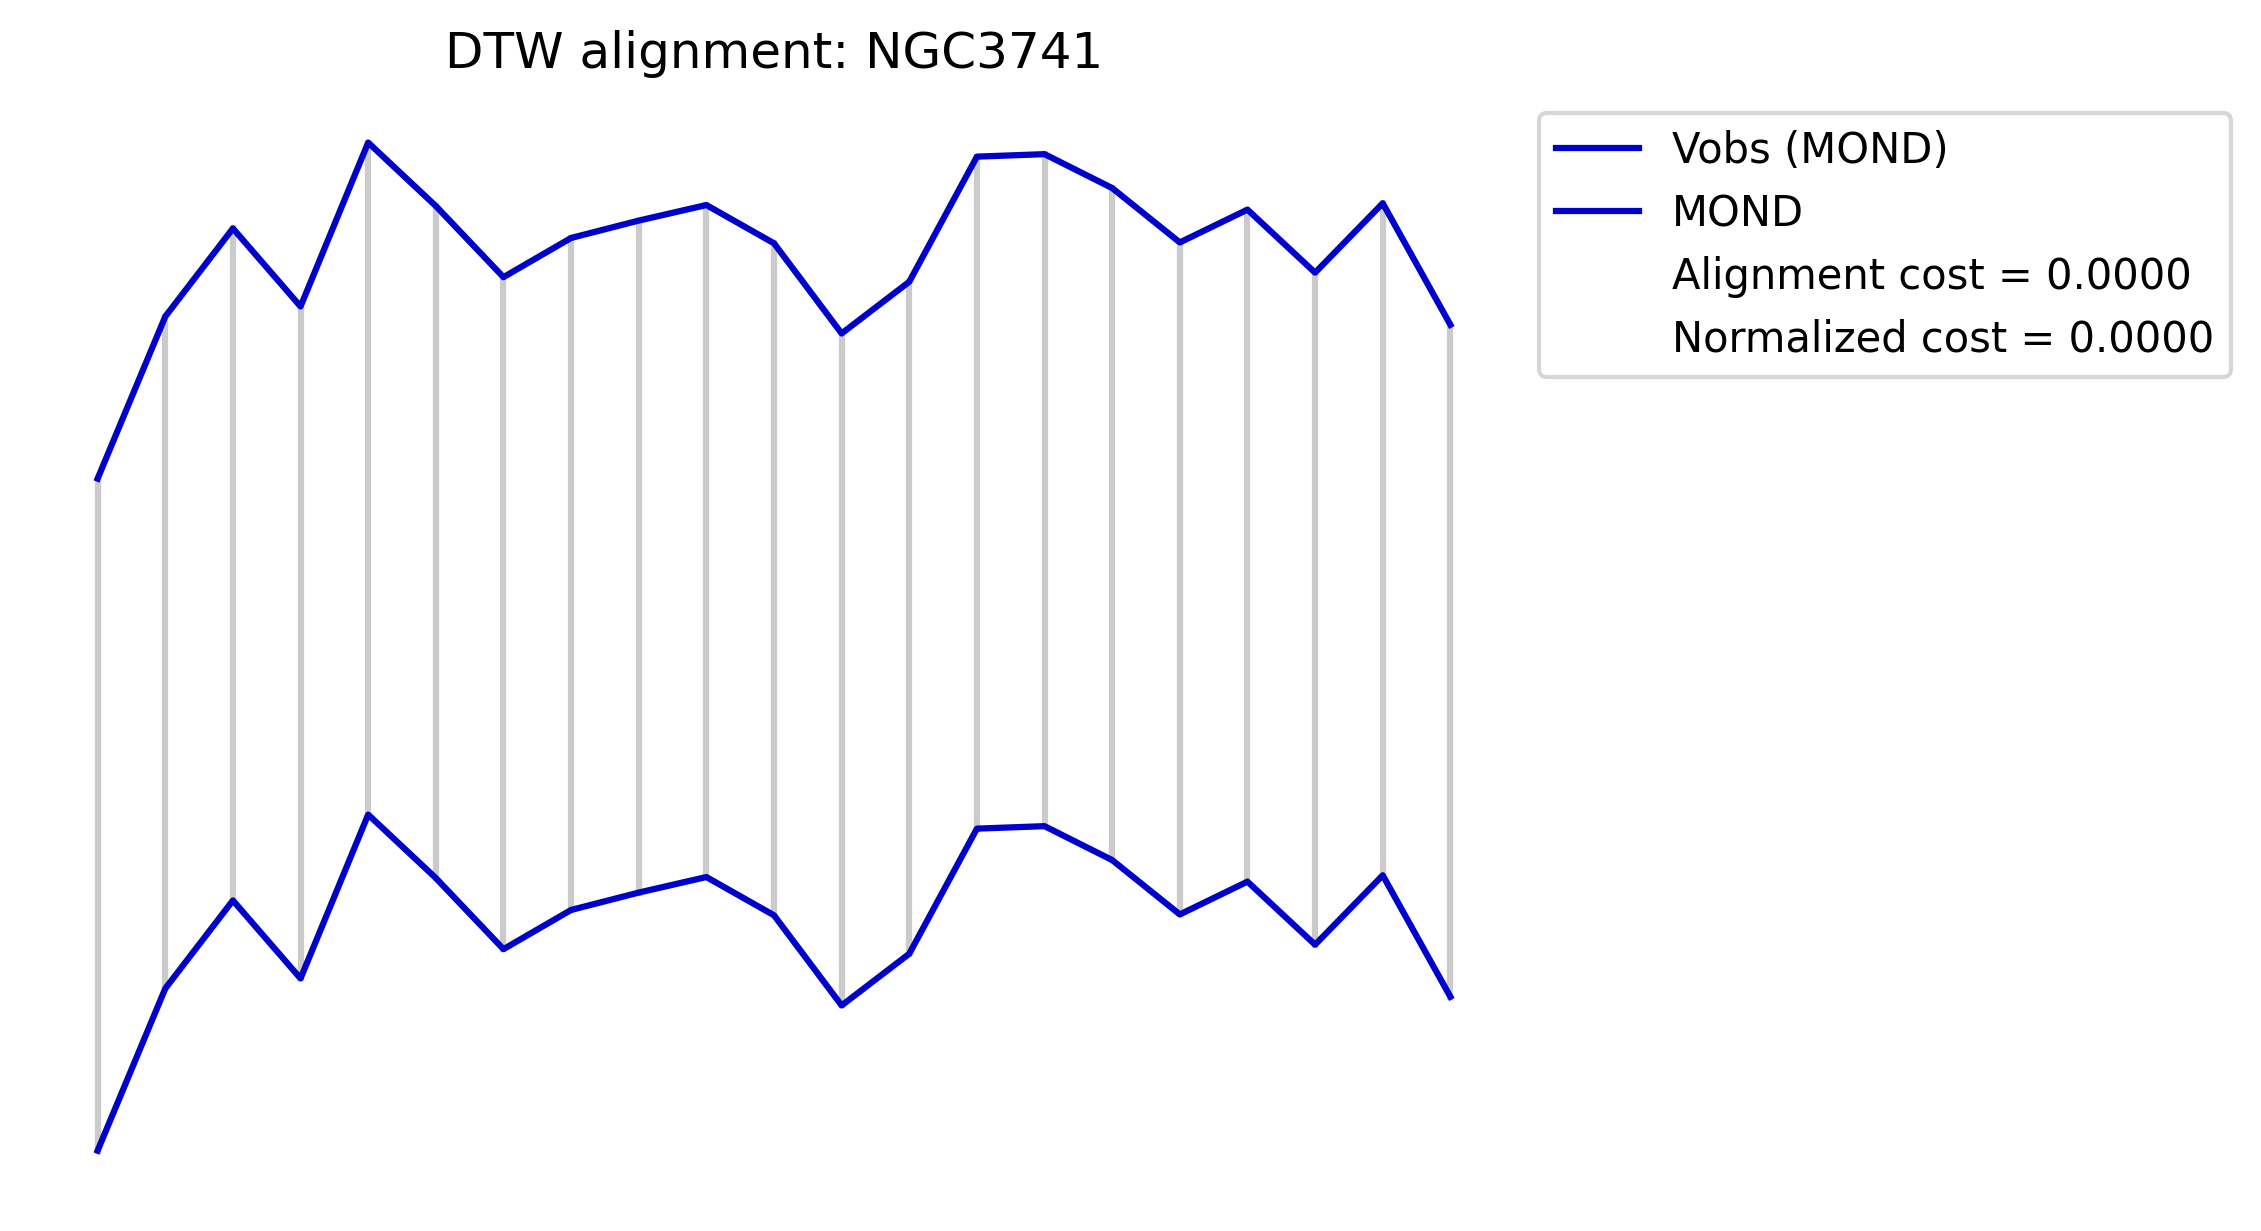 DTW alignment: NGC3741
Vobs (MOND)
MOND
Alignment cost = 0.0000
Normalized cost = 0.0000